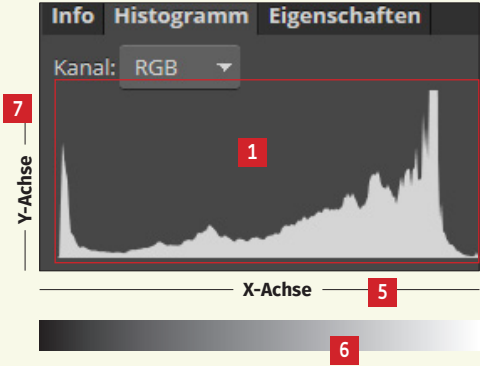 Info Histogramm Eigenschaften
Kanal: RGB
7
1
Y-Achse
X-Achse 5
6